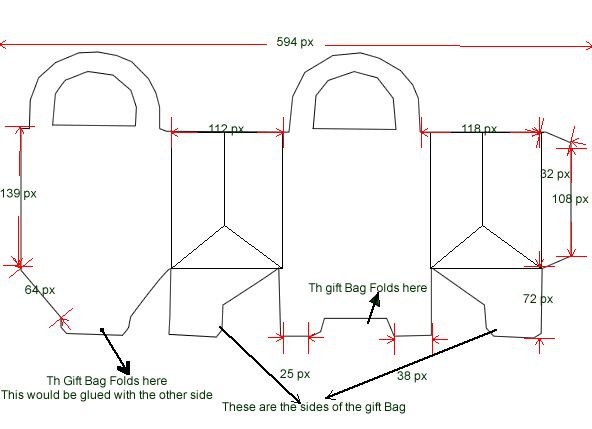 594 px
112 px
118 px
139 px
32 px
108 px
64 px
Th gift Bag Folds here
72 px
25 px
38 px
Th Gift Bag Folds here
This would be glued with the other side
These are the sides of the gift Bag